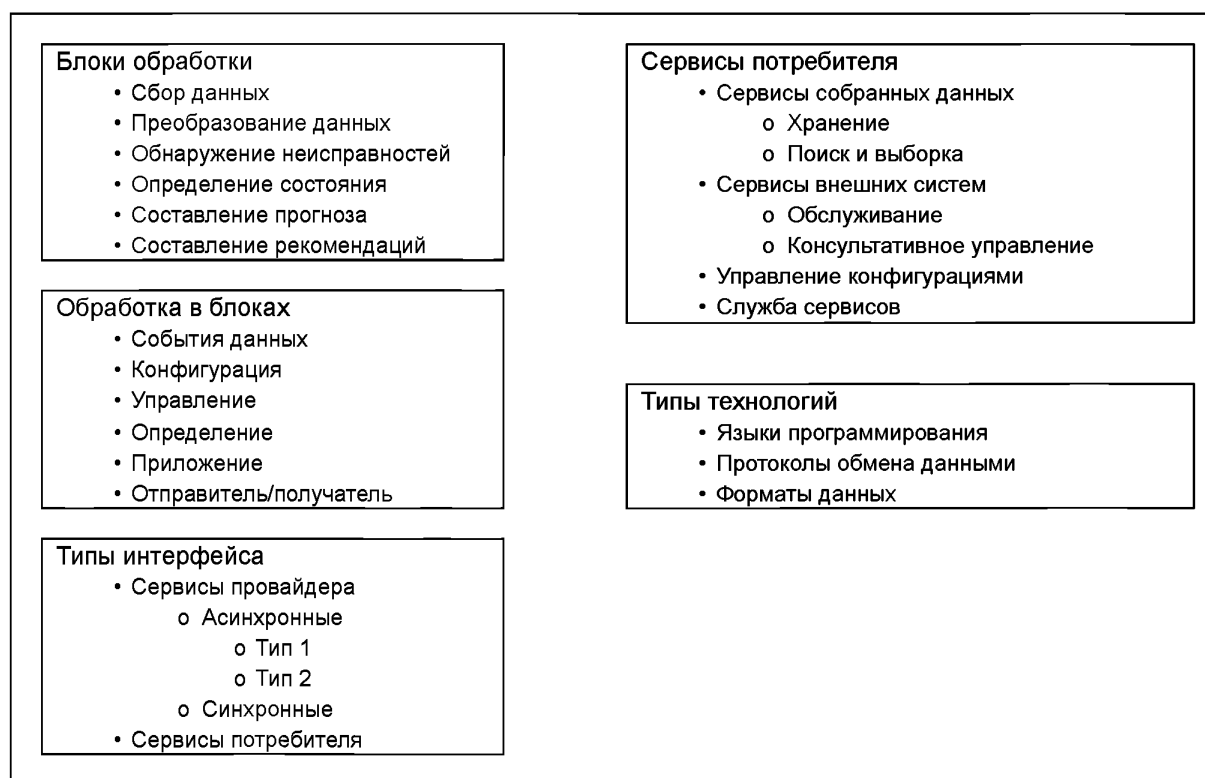 Блоки обработки
• Сбор данных
• Преобразование данных
• Обнаружение неисправностей
• Определение состояния
• Составление прогноза
• Составление рекомендаций
Обработка в блоках
• События данных
• Конфигурация
• Управление
• Определение
• Приложение
• Отправитель/получатель
Типы интерфейса
• Сервисы провайдера
o Асинхронные
o Тип 1
o Тип 2
o Синхронные
• Сервисы потребителя
Сервисы потребителя
• Сервисы собранных данных
o Хранение
o Поиск и выборка
• Сервисы внешних систем
o Обслуживание
o Консультативное управление
• Управление конфигурациями
• Служба сервисов
Типы технологий
• Языки программирования
• Протоколы обмена данными
• Форматы данных